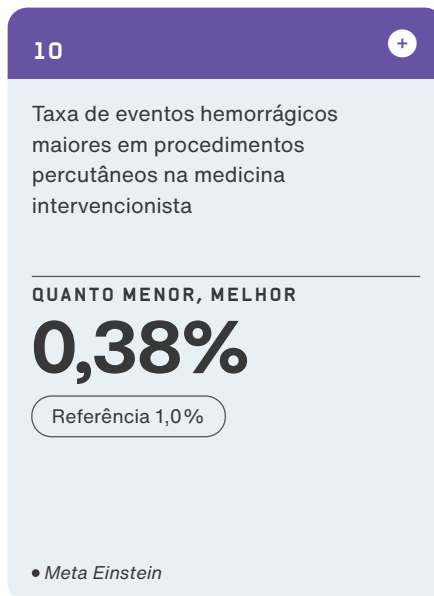 10
+
Taxa de eventos hemorrágicos
maiores em procedimentos
percutâneos na medicina
intervencionista
QUANTO MENOR, MELHOR
0,38%
Referência 1,0%
• Meta Einstein